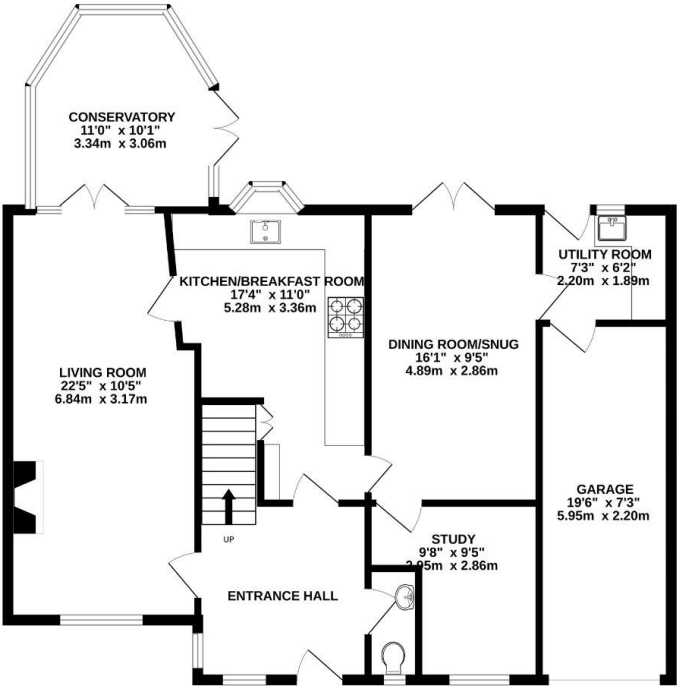 CONSERVATORY
11'0" x 10'1"
3.34m x 3.06m
UTILITY ROOM
7'3" x 6'2"
2.20m x 1.89m
KITCHEN/BREAKFAST ROOM
17'4" x 11'0"
5.28m x 3.36m
DINING ROOM/SNUG
16'1" x 9'5"
4.89m x 2.86m
LIVING ROOM
22'5" x 10'5"
6.84m x 3.17m
GARAGE
19'6" x 7'3"
5.95m x 2.20m
UP
STUDY
9'8" x 9'5"
2.95m x 2.86m
ENTRANCE HALL